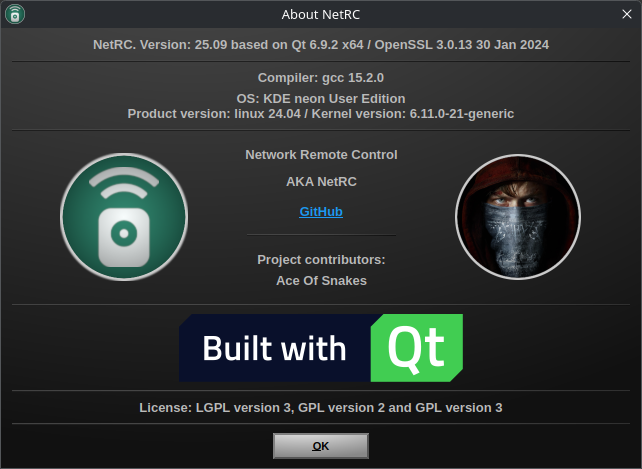 About NetRC
NetRC. Version: 25.09 based on Qt 6.9.2 x64 / OpenSSL 3.0.13 30 Jan 2024
Compiler: gcc 15.2.0
OS: KDE neon User Edition
Product version: linux 24.04 / Kernel version: 6.11.0-21-generic
Network Remote Control
AKA NetRC
GitHub
Project contributors:
Ace Of Snakes
Built with Qt
License: LGPL version 3, GPL version 2 and GPL version 3
OK